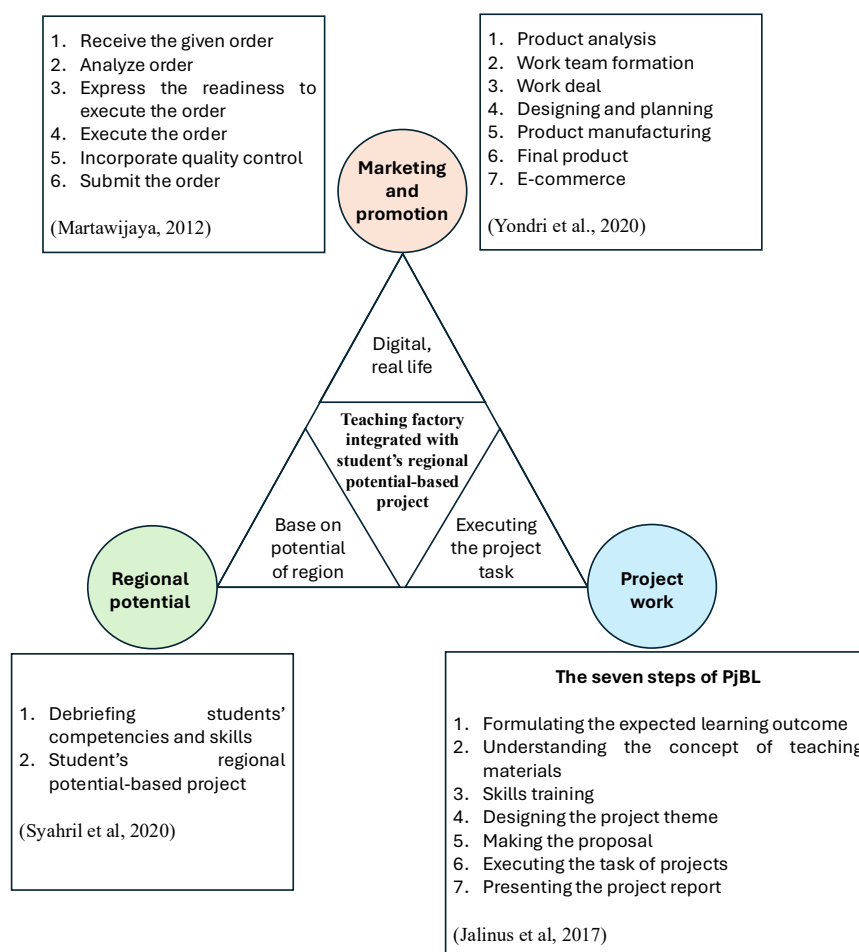 1. Receive the given order
2. Analyze order
3. Express the readiness to
execute the order
4. Execute the order
5. Incorporate quality control
6. Submit the order
(Martawijaya, 2012)
1. Product analysis
2. Work team formation
3. Work deal
4. Designing and planning
5. Product manufacturing
6. Final product
7. E-commerce
(Yondri et al., 2020)
Marketing
and
promotion
Digital,
real life
Teaching factory
integrated with
student’s regional
potential-based
project
Base on
potential
of region
Executing
the project
task
Regional
potential
Project
work
1. Debriefing students’
competencies and skills
2. Student’s regional
potential-based project
(Syahril et al, 2020)
The seven steps of PjBL
1. Formulating the expected learning outcome
2. Understanding the concept of teaching
materials
3. Skills training
4. Designing the project theme
5. Making the proposal
6. Executing the task of projects
7. Presenting the project report
(Jalinus et al, 2017)